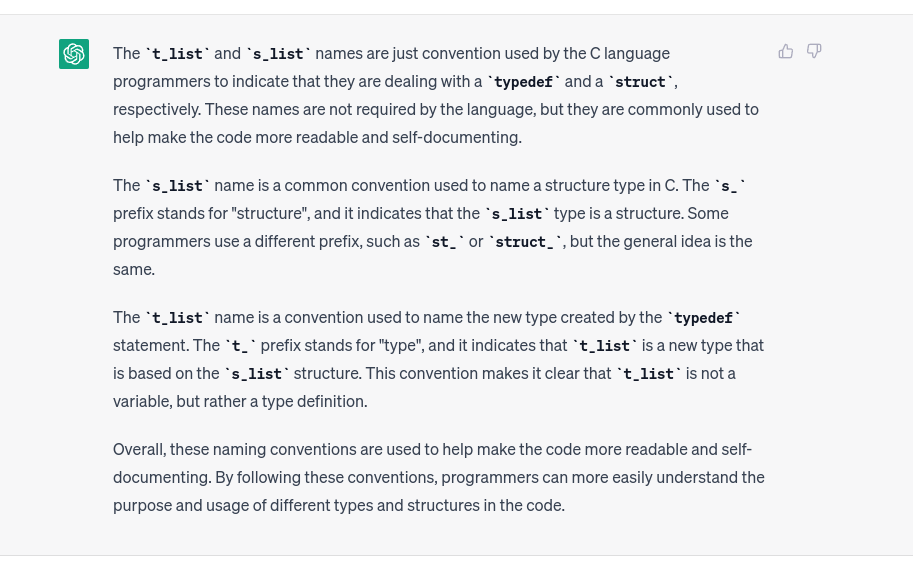 The `t_list` and `s_list` names are just convention used by the C language
programmers to indicate that they are dealing with a `typedef` and a `struct`,
respectively. These names are not required by the language, but they are commonly used to
help make the code more readable and self-documenting.
The `s_list` name is a common convention used to name a structure type in C. The `s_`
prefix stands for "structure", and it indicates that the `s_list` type is a structure. Some
programmers use a different prefix, such as `st_` or `struct_`, but the general idea is the
same.
The `t_list` name is a convention used to name the new type created by the `typedef`
statement. The `t_` prefix stands for "type", and it indicates that `t_list` is a new type that
is based on the `s_list` structure. This convention makes it clear that `t_list` is not a
variable, but rather a type definition.
Overall, these naming conventions are used to help make the code more readable and self-
documenting. By following these conventions, programmers can more easily understand the
purpose and usage of different types and structures in the code.